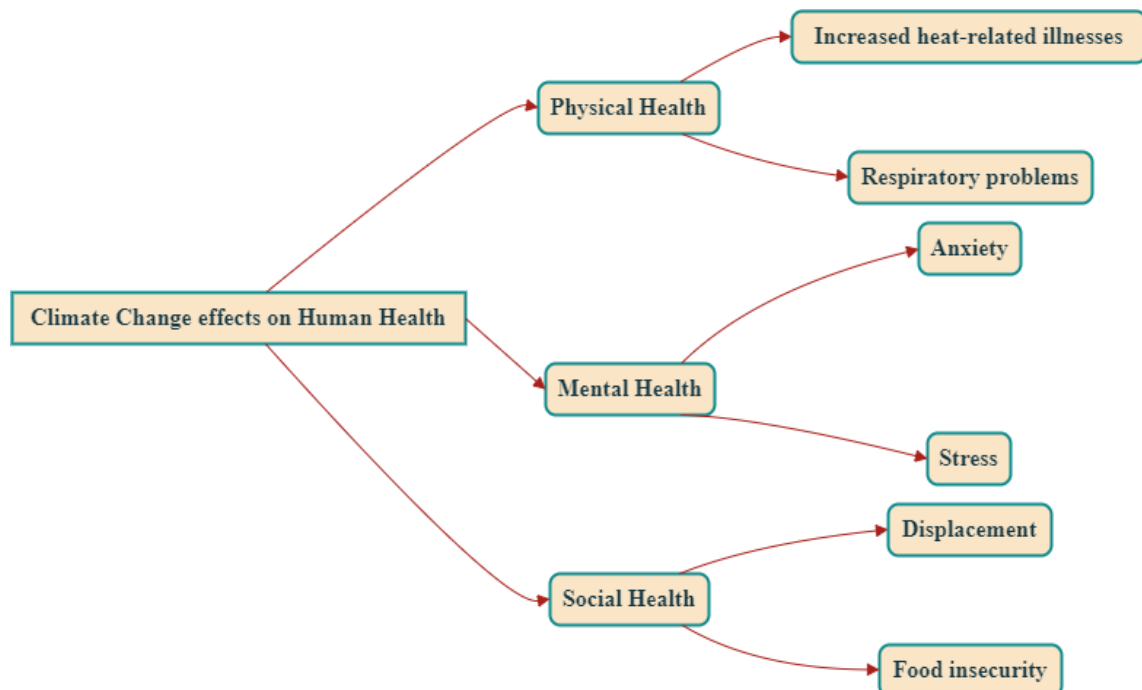 Climate Change effects on Human Health
Physical Health
Increased heat-related illnesses
Respiratory problems
Mental Health
Anxiety
Stress
Social Health
Displacement
Food insecurity